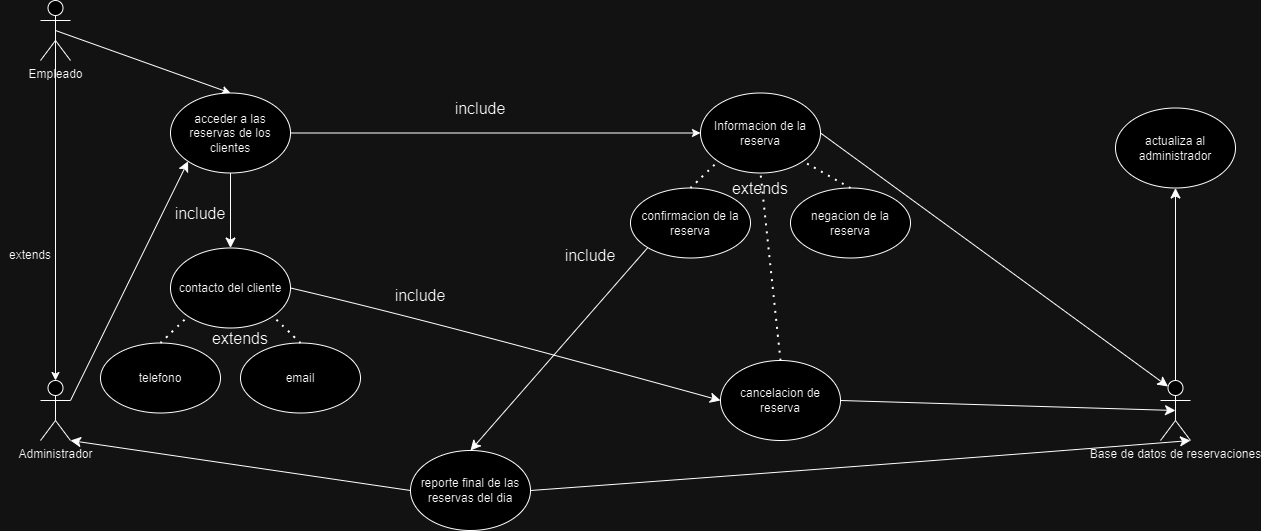 Empleado
acceder a las
reservas de los
clientes
include
Informacion de la
reserva
actualiza al
administrador
include
extends
confirmacion de la
reserva
negacion de la
reserva
extends
include
contacto del cliente
include
extends
telefono
email
cancelacion de
reserva
Administrador
Base de datos de reservaciones
reporte final de las
reservas del dia